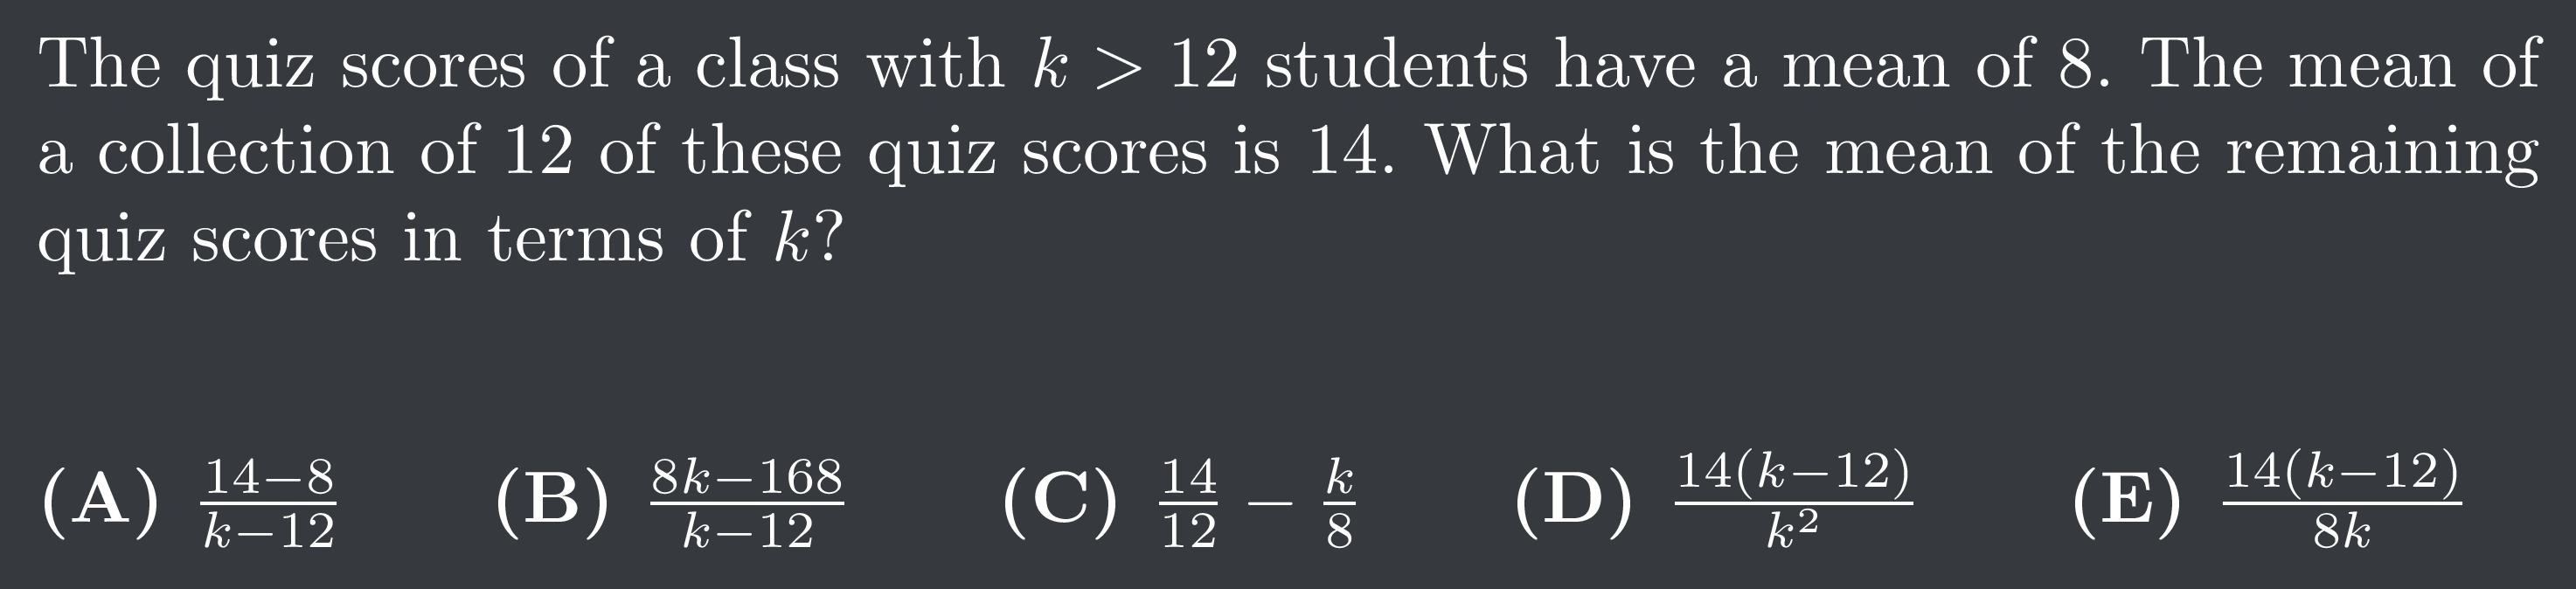 The quiz scores of a class with k > 12 students have a mean of 8. The mean of
a collection of 12 of these quiz scores is 14. What is the mean of the remaining
quiz scores in terms of k?
(A) \frac{14-8}{k-12} (B) \frac{8k-168}{k-12} (C) \frac{14}{12} - \frac{k}{8} (D) \frac{14(k-12)}{k^2} (E) \frac{14(k-12)}{8k}